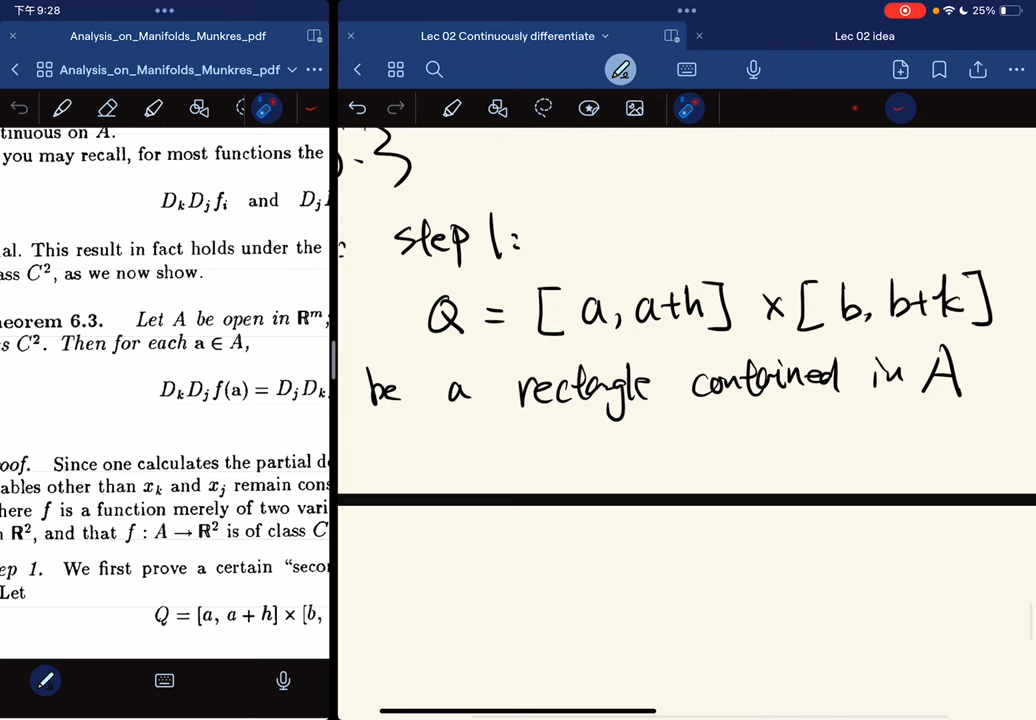 下午9:28
25%
Analysis_on_Manifolds_Munkres_pdf
Lec 02 Continuously differentiate
Lec 02 idea
Analysis_on_Manifolds_Munkres_pdf
tinuous on A.
you may recall, for most functions the
DₖDⱼfᵢ and Dⱼ
al. This result in fact holds under the
ass C², as we now show.
eorem 6.3. Let A be open in Rᵐ;
s C². Then for each a ∈ A,
DₖDⱼf(a) = DⱼDₖ
oof. Since one calculates the partial de
ables other than xₖ and xⱼ remain cons
here f is a function merely of two vari
n R², and that f : A → R² is of class C
ep 1. We first prove a certain “seco
Let
Q = [a, a + h] × [b,
.3
step 1:
Q = [a, a+h] × [b, b+k]
be a rectangle contained in A